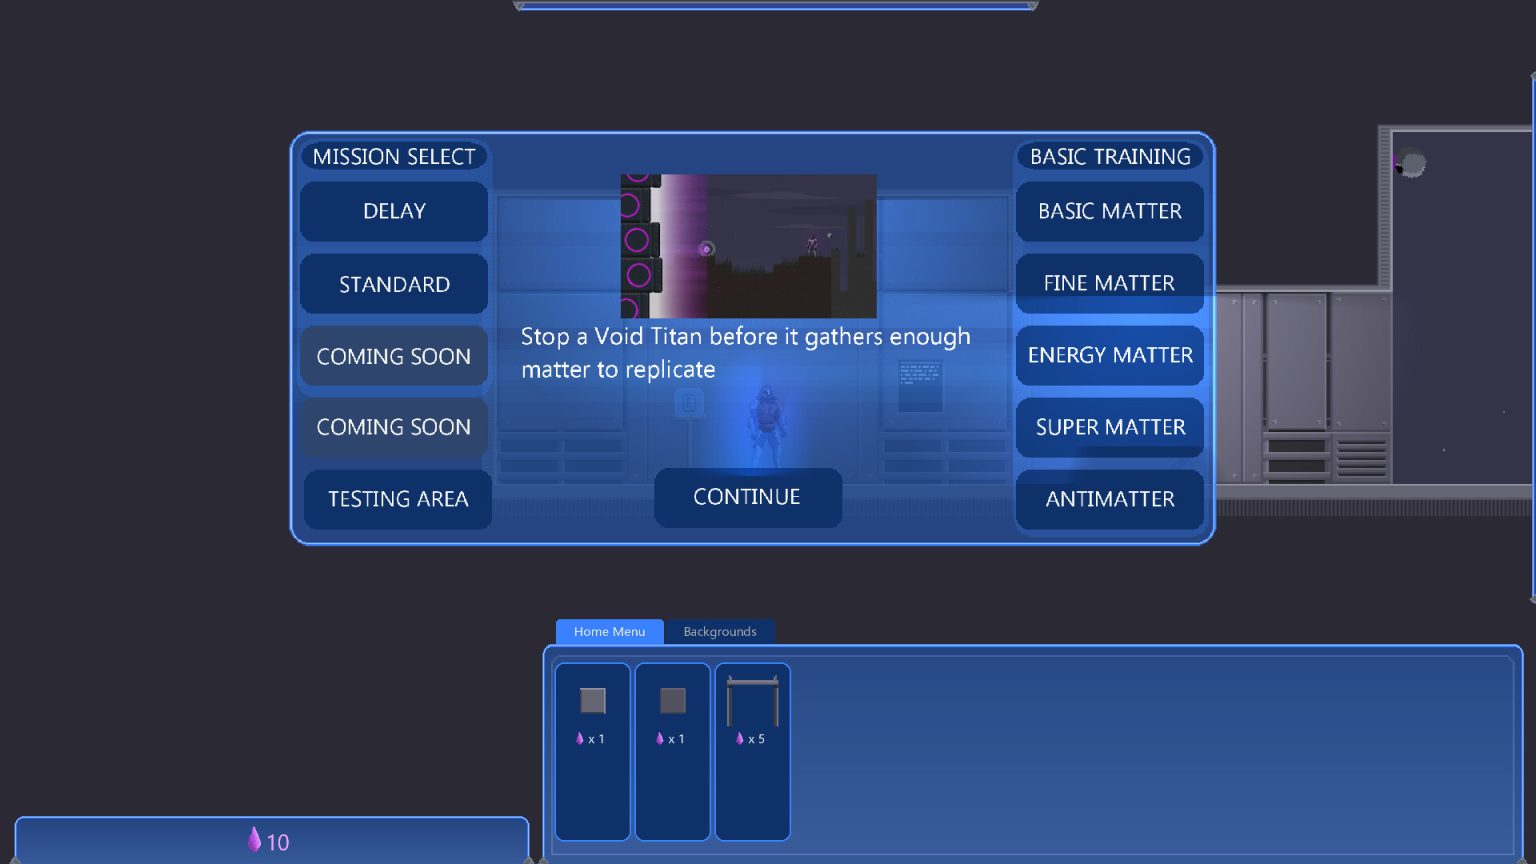 MISSION SELECT
DELAY
STANDARD
COMING SOON
COMING SOON
TESTING AREA
Stop a Void Titan before it gathers enough
matter to replicate
E
CONTINUE
BASIC TRAINING
BASIC MATTER
FINE MATTER
ENERGY MATTER
SUPER MATTER
ANTIMATTER
Home Menu
Backgrounds
x 1
x 1
x 5
10